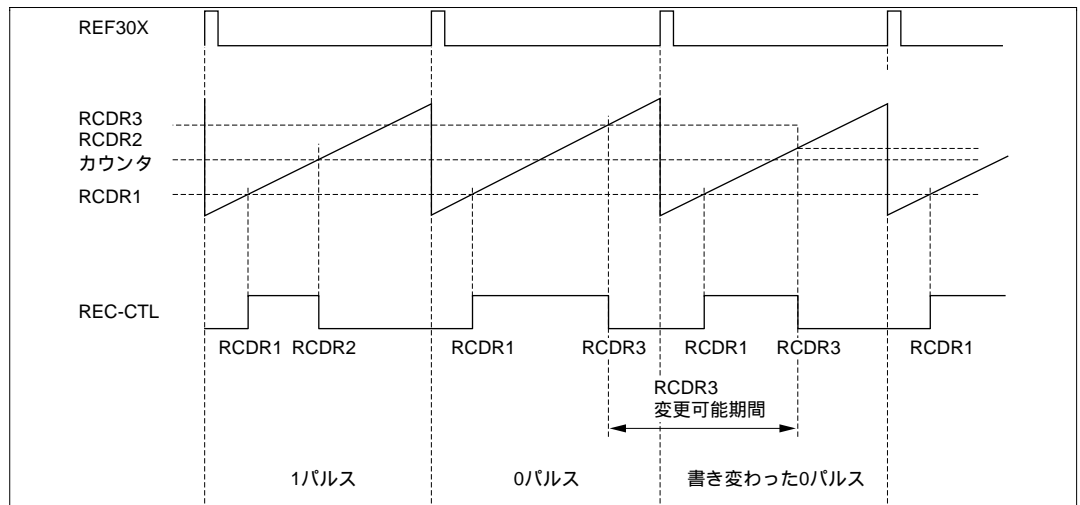 REF30X
RCDR3
RCDR2
カウンタ
RCDR1
REC-CTL
RCDR1 RCDR2 RCDR1 RCDR3 RCDR1 RCDR3 RCDR1
RCDR3
変更可能期間
1パルス 0パルス 書き変わった0パルス